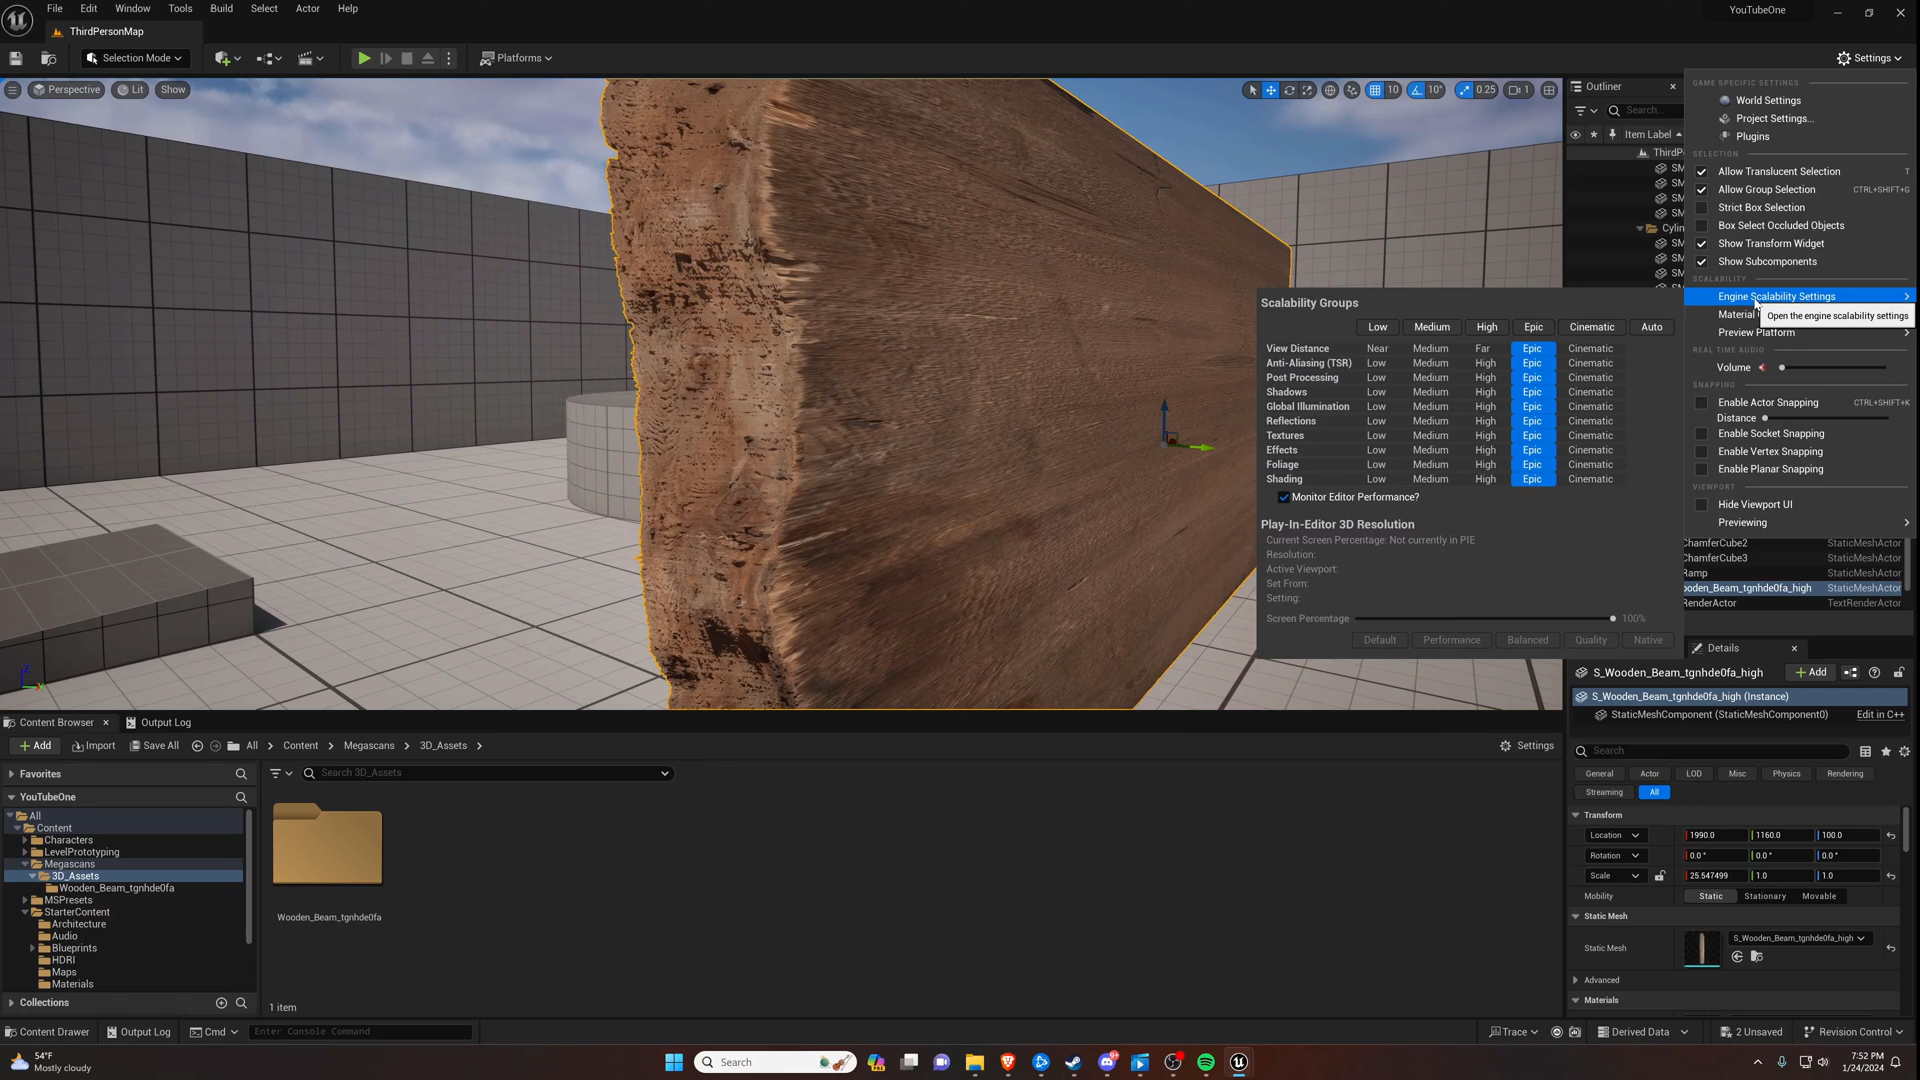 File Edit Window Tools Build Select Actor Help
YouTubeOne
ThirdPersonMap
Selection Mode
Platforms
Settings
Perspective Lit Show
10 10° 0.25 1
Outliner
Search...
Item Label
ThirdP
SM
SM
SM
SM
Cylin
SM
SM
SM
GAME SPECIFIC SETTINGS
World Settings
Project Settings...
Plugins
SELECTION
Allow Translucent Selection T
Allow Group Selection CTRL+SHIFT+G
Strict Box Selection
Box Select Occluded Objects
Show Transform Widget
Show Subcomponents
SCALABILITY
Engine Scalability Settings
Material
Open the engine scalability settings
Preview Platform
REAL TIME AUDIO
Volume
SNAPPING
Enable Actor Snapping CTRL+SHIFT+K
Distance
Enable Socket Snapping
Enable Vertex Snapping
Enable Planar Snapping
VIEWPORT
Hide Viewport UI
Previewing
Scalability Groups
Low Medium High Epic Cinematic Auto
View Distance Near Medium Far Epic Cinematic
Anti-Aliasing (TSR) Low Medium High Epic Cinematic
Post Processing Low Medium High Epic Cinematic
Shadows Low Medium High Epic Cinematic
Global Illumination Low Medium High Epic Cinematic
Reflections Low Medium High Epic Cinematic
Textures Low Medium High Epic Cinematic
Effects Low Medium High Epic Cinematic
Foliage Low Medium High Epic Cinematic
Shading Low Medium High Epic Cinematic
Monitor Editor Performance?
Play-In-Editor 3D Resolution
Current Screen Percentage: Not currently in PIE
Resolution:
Active Viewport:
Set From:
Setting:
Screen Percentage 100%
Default Performance Balanced Quality Native
ChamferCube2 StaticMeshActor
ChamferCube3 StaticMeshActor
Ramp StaticMeshActor
ooden_Beam_tgnhde0fa_high StaticMeshActor
RenderActor TextRenderActor
Details
S_Wooden_Beam_tgnhde0fa_high
Add
S_Wooden_Beam_tgnhde0fa_high (Instance)
StaticMeshComponent (StaticMeshComponent0) Edit in C++
Search
General Actor LOD Misc Physics Rendering
Streaming All
Transform
Location 1990.0 1160.0 100.0
Rotation 0.0 ° 0.0 ° 0.0 °
Scale 25.547499 1.0 1.0
Mobility Static Stationary Movable
Static Mesh
Static Mesh S_Wooden_Beam_tgnhde0fa_high
Advanced
Materials
Content Browser Output Log
Add Import Save All All Content Megascans 3D_Assets Settings
Favorites
Search 3D_Assets
YouTubeOne
All
Content
Characters
LevelPrototyping
Megascans
3D_Assets
Wooden_Beam_tgnhde0fa
MSPresets
StarterContent
Architecture
Audio
Blueprints
HDRI
Maps
Materials
Collections
Wooden_Beam_tgnhde0fa
1 item
Content Drawer Output Log Cmd Enter Console Command
Trace Derived Data 2 Unsaved Revision Control
54°F
Mostly cloudy
Search
7:52 PM
1/24/2024